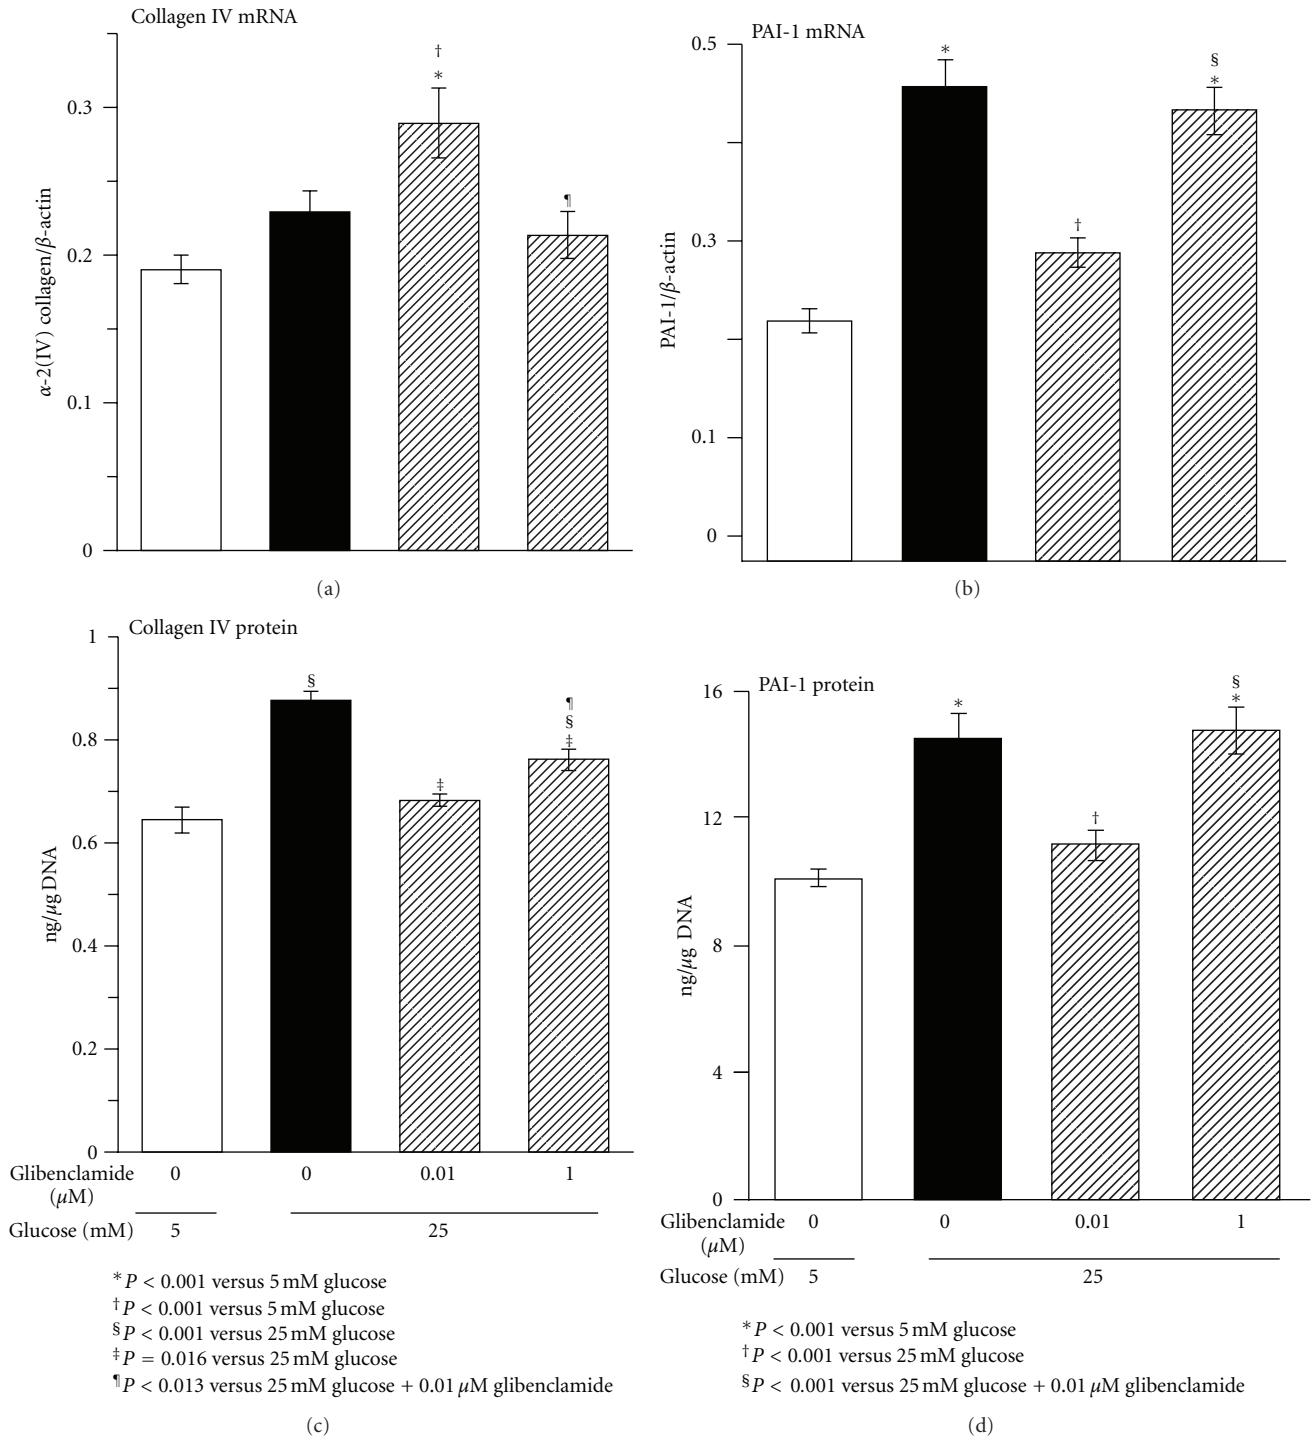 Collagen IV mRNA
†
*
¶
0.3
0.2
0.1
0
α-2(IV) collagen/β-actin
(a)
PAI-1 mRNA
*
†
§
*
0.5
0.3
0.1
0
PAI-1/β-actin
(b)
Collagen IV protein
§
‡
¶
§
‡
1
0.8
0.6
0.4
0.2
0
ng/μg DNA
Glibenclamide 0 0 0.01 1
(μM)
Glucose (mM) 5 25
* P < 0.001 versus 5 mM glucose
† P < 0.001 versus 5 mM glucose
§ P < 0.001 versus 25 mM glucose
‡ P = 0.016 versus 25 mM glucose
¶ P < 0.013 versus 25 mM glucose + 0.01 μM glibenclamide
(c)
PAI-1 protein
*
†
§
*
16
12
8
4
0
ng/μg DNA
Glibenclamide 0 0 0.01 1
(μM)
Glucose (mM) 5 25
* P < 0.001 versus 5 mM glucose
† P < 0.001 versus 25 mM glucose
§ P < 0.001 versus 25 mM glucose + 0.01 μM glibenclamide
(d)